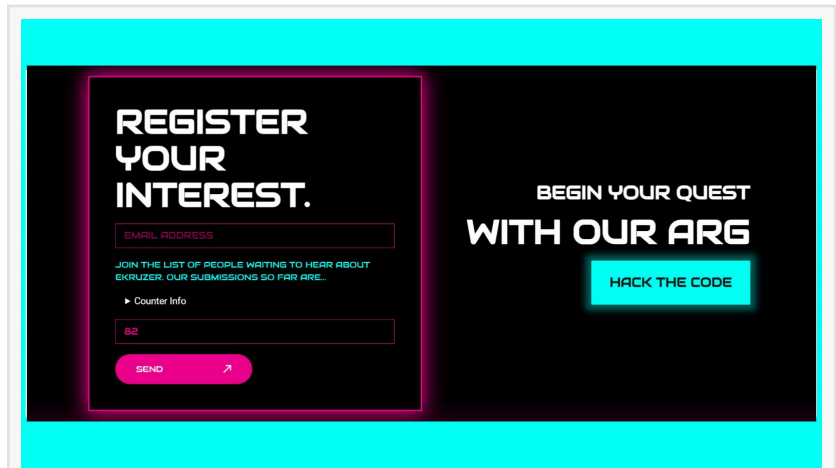 REGISTER
YOUR
INTEREST.
EMAIL ADDRESS
JOIN THE LIST OF PEOPLE WAITING TO HEAR ABOUT
EKRUZER. OUR SUBMISSIONS SO FAR ARE...
Counter Info
82
SEND
BEGIN YOUR QUEST
WITH OUR ARG
HACK THE CODE